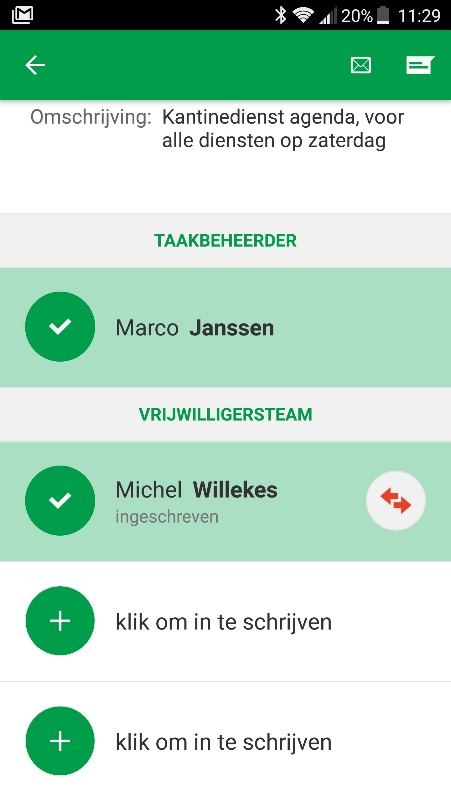 20% 11:29
Omschrijving: Kantinedienst agenda, voor
alle diensten op zaterdag
TAAKBEHEERDER
Marco Janssen
VRIJWILLIGERSTEAM
Michel Willekes
ingeschreven
klik om in te schrijven
klik om in te schrijven